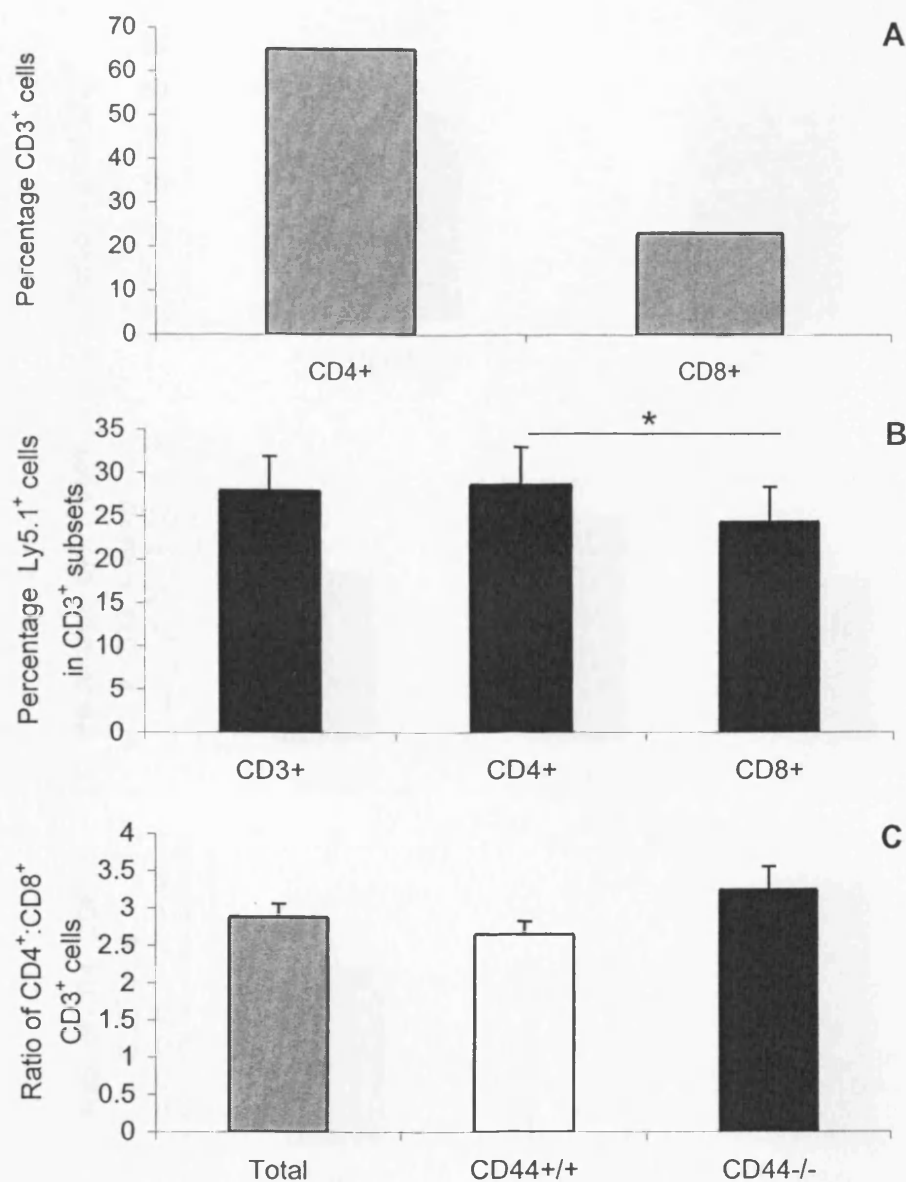 A
Percentage CD3+ cells
70
60
50
40
30
20
10
0
CD4+
CD8+
B
Percentage Ly5.1+ cells
in CD3+ subsets
35
30
25
20
15
10
5
0
*
CD3+
CD4+
CD8+
C
Ratio of CD4+:CD8+
CD3+ cells
4
3.5
3
2.5
2
1.5
1
0.5
0
Total
CD44+/+
CD44-/-